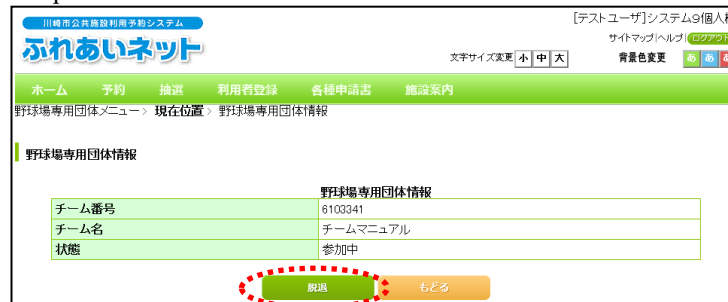 川崎市公共施設利用予約システム
[テストユーザ]システム9個人
ふれあいネット
サイトマップ|ヘルプ|ログアウト
文字サイズ変更 小 中 大
背景色変更 あ あ
ホーム 予約 抽選 利用者登録 各種申請書 施設案内
野球場専用団体メニュー> 現在位置> 野球場専用団体情報
野球場専用団体情報
野球場専用団体情報
チーム番号 6103341
チーム名 チームマニュアル
状態 参加中
脱退 もどる